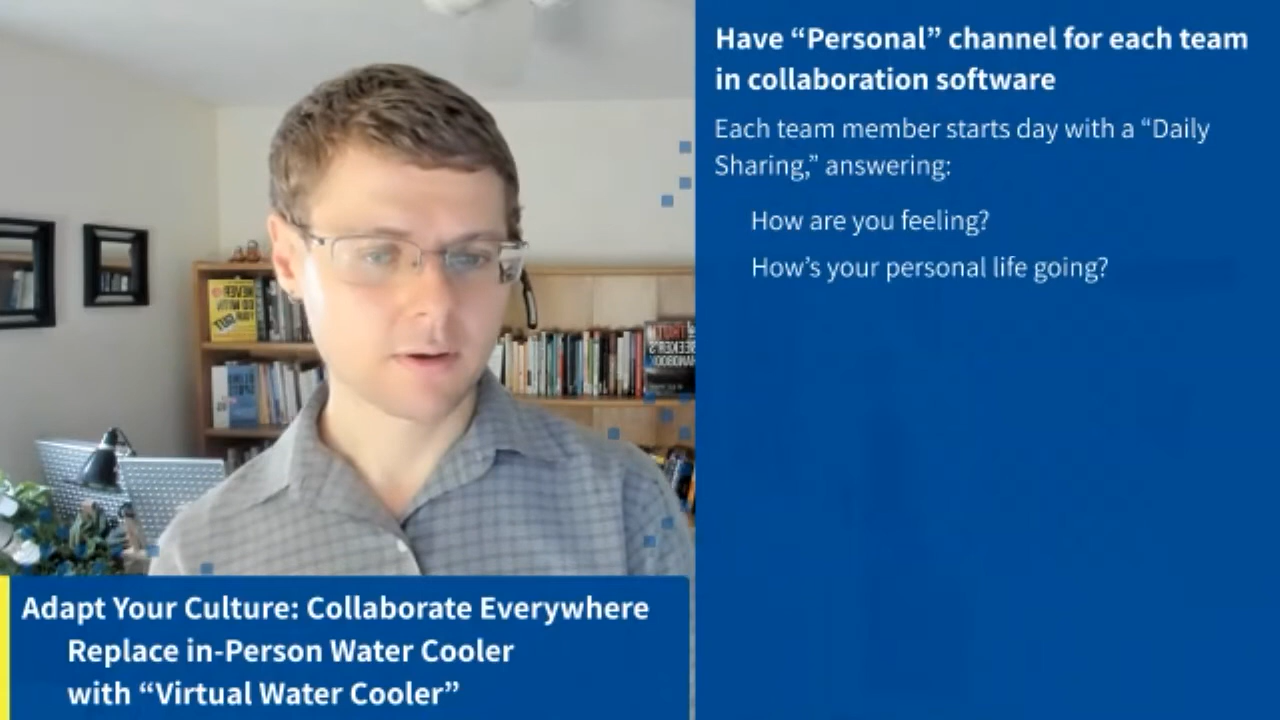 Have “Personal” channel for each team
in collaboration software
Each team member starts day with a “Daily
Sharing,” answering:
How are you feeling?
How’s your personal life going?
Adapt Your Culture: Collaborate Everywhere
Replace in-Person Water Cooler
with “Virtual Water Cooler”